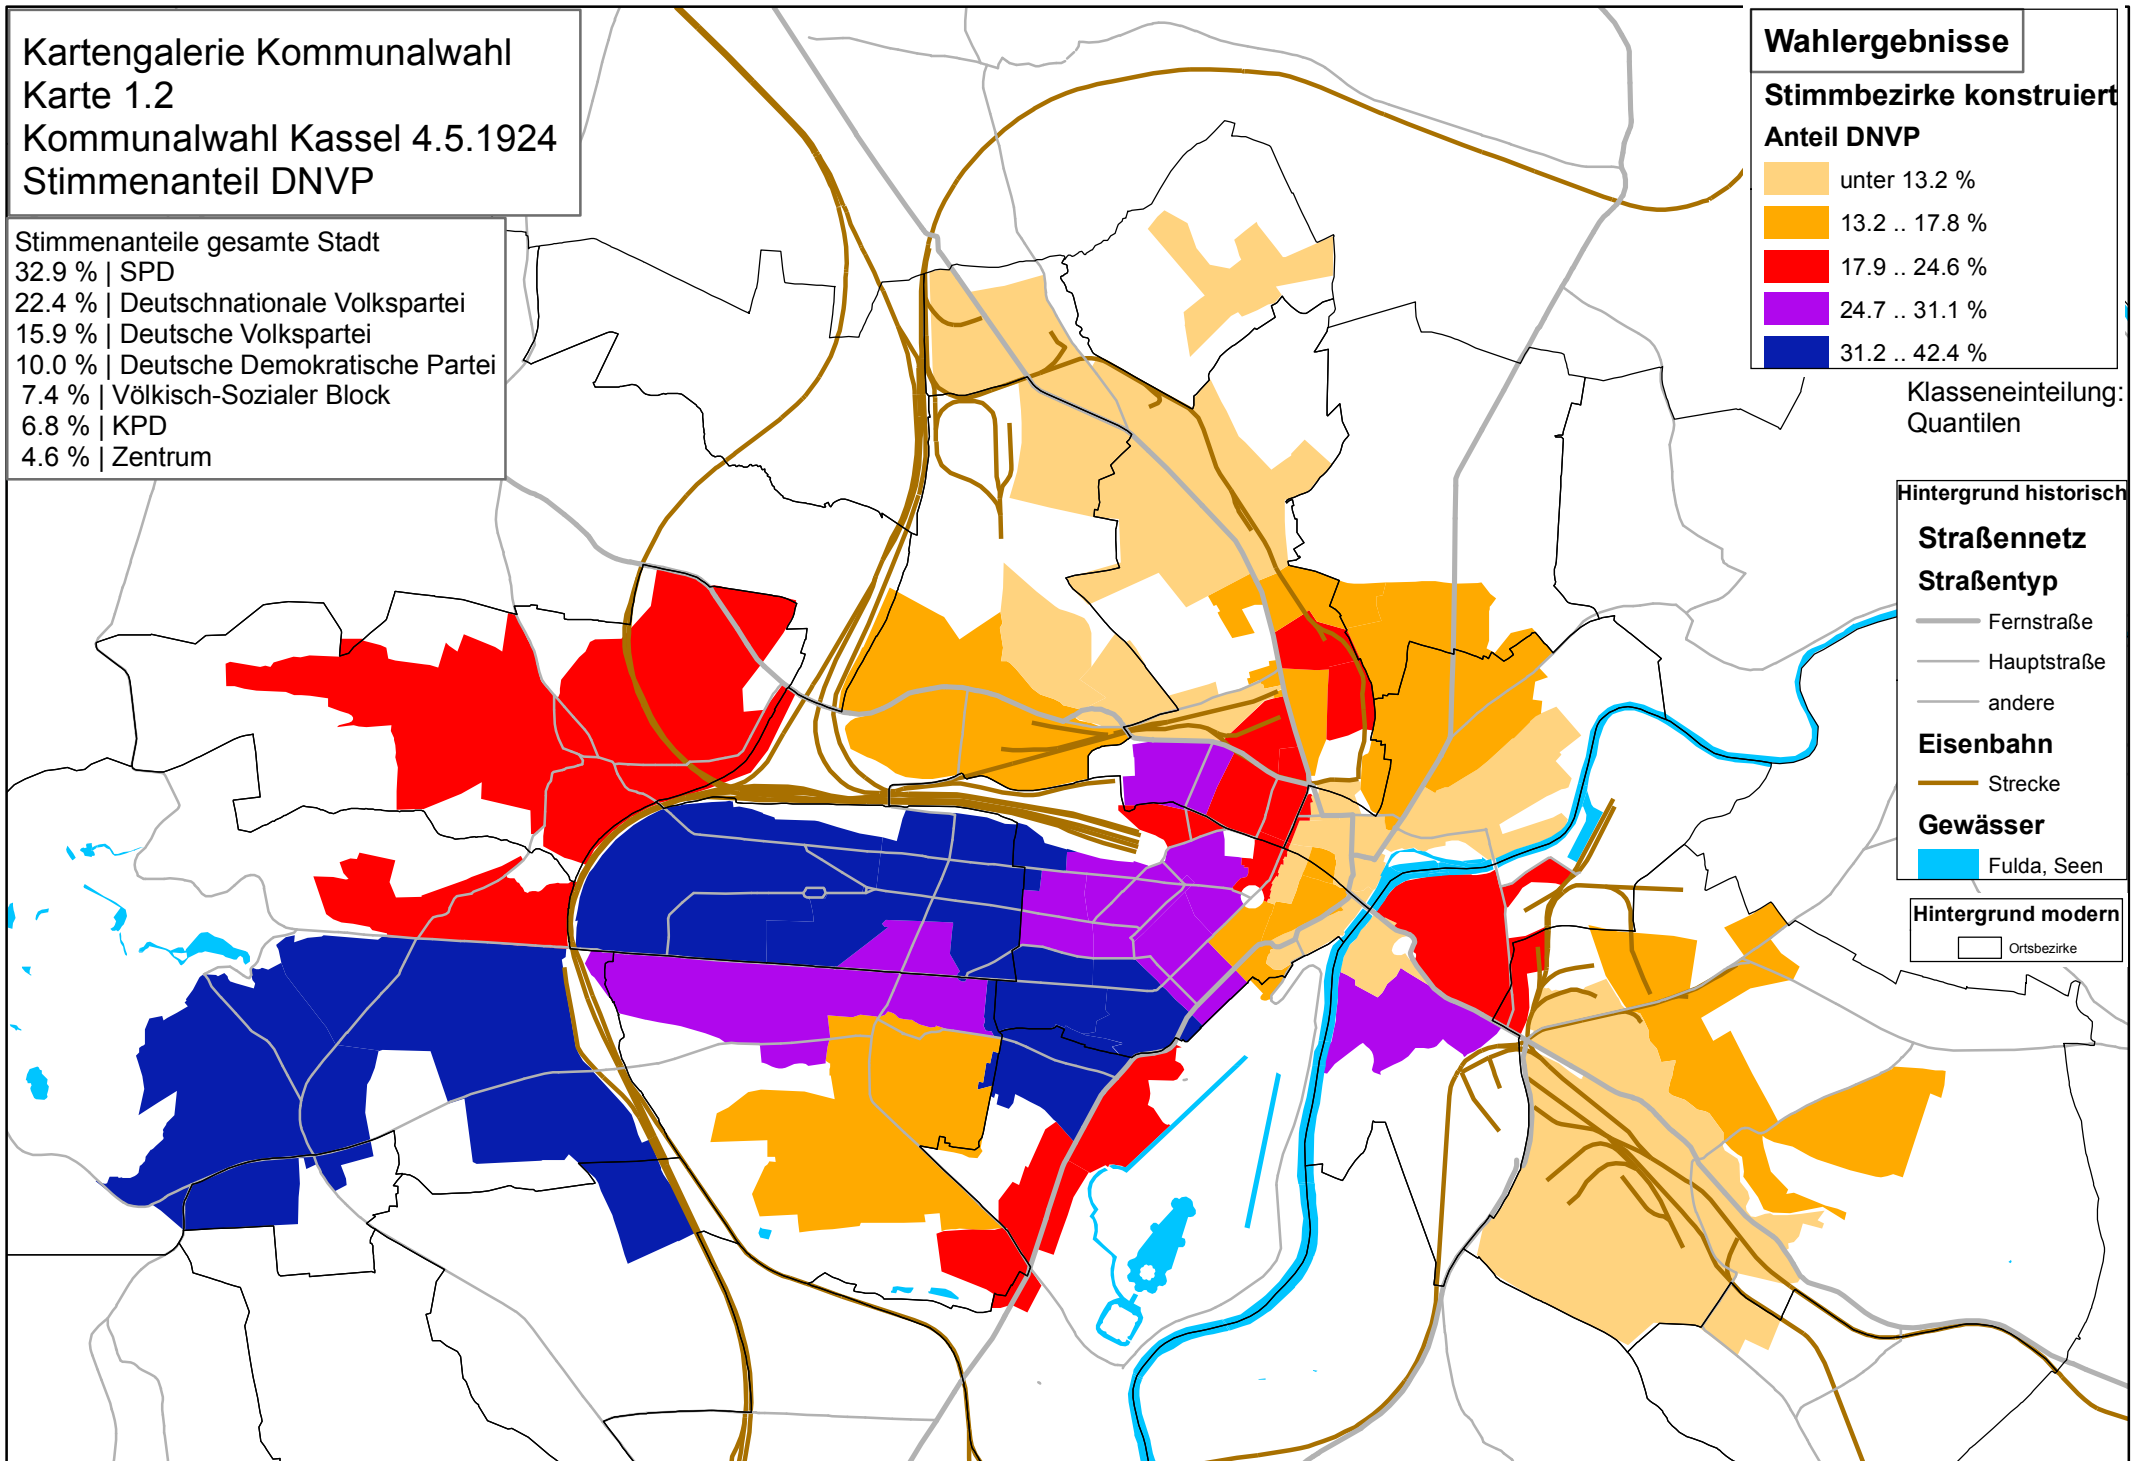 Kartengalerie Kommunalwahl
Karte 1.2
Kommunalwahl Kassel 4.5.1924
Stimmenanteil DNVP
Stimmenanteile gesamte Stadt
32.9 % | SPD
22.4 % | Deutschnationale Volkspartei
15.9 % | Deutsche Volkspartei
10.0 % | Deutsche Demokratische Partei
7.4 % | Völkisch-Sozialer Block
6.8 % | KPD
4.6 % | Zentrum
Wahlergebnisse
Stimmbezirke konstruiert
Anteil DNVP
unter 13.2 %
13.2 .. 17.8 %
17.9 .. 24.6 %
24.7 .. 31.1 %
31.2 .. 42.4 %
Klasseneinteilung:
Quantilen
Hintergrund historisch
Straßennetz
Straßentyp
Fernstraße
Hauptstraße
andere
Eisenbahn
Strecke
Gewässer
Fulda, Seen
Hintergrund modern
Ortsbezirke